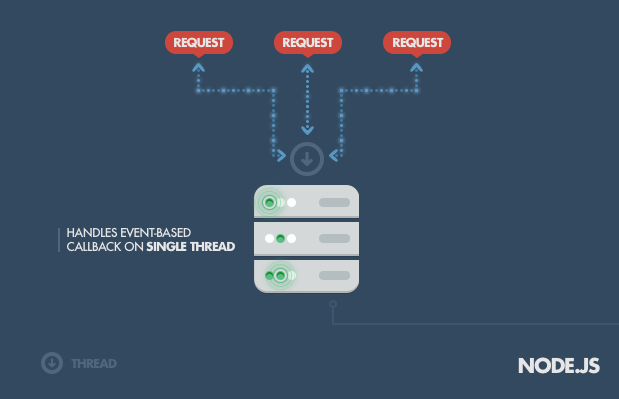 REQUEST
REQUEST
REQUEST
HANDLES EVENT-BASED
CALLBACK ON SINGLE THREAD
THREAD
NODE.JS